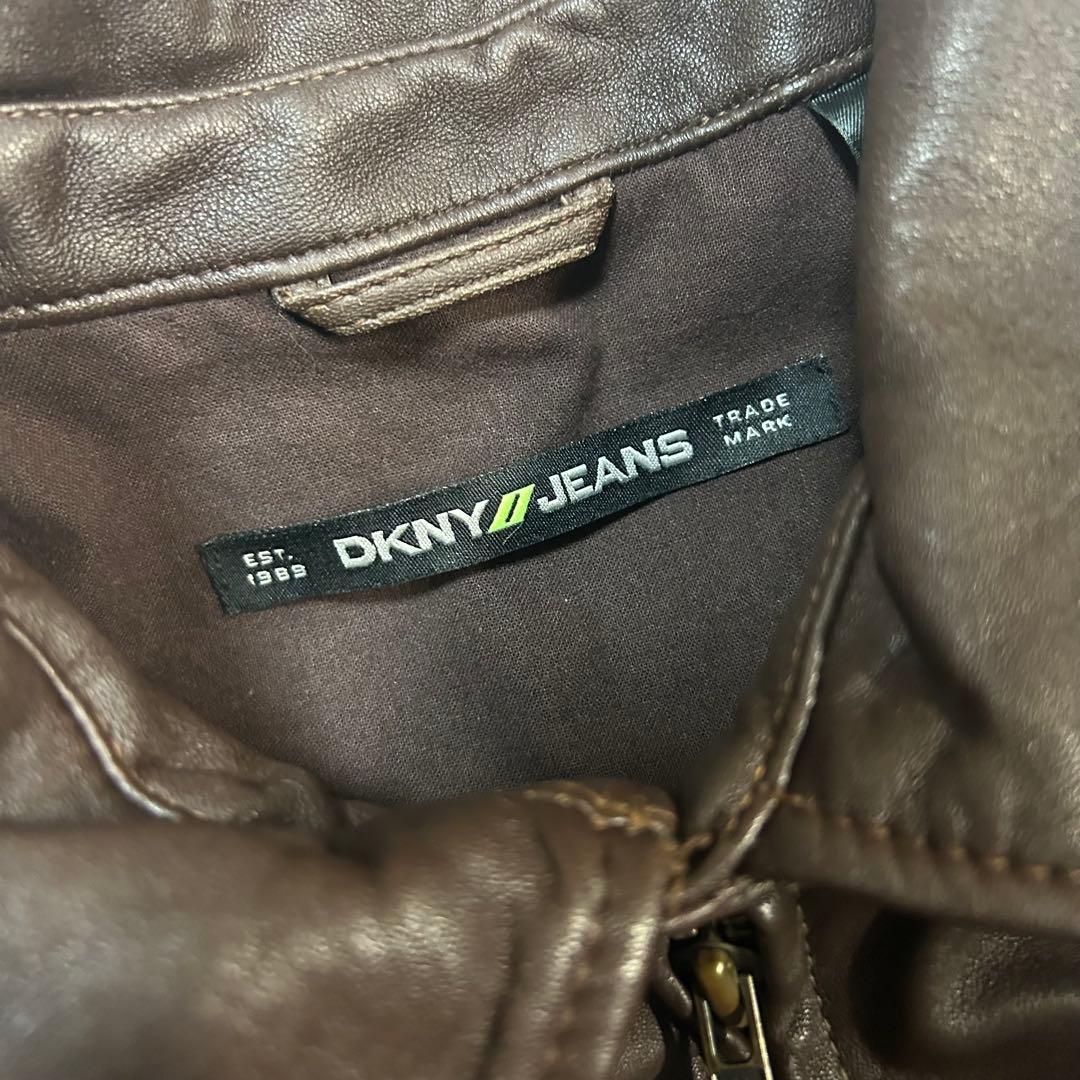 EST.
1989
DKNY JEANS
TRADE
MARK